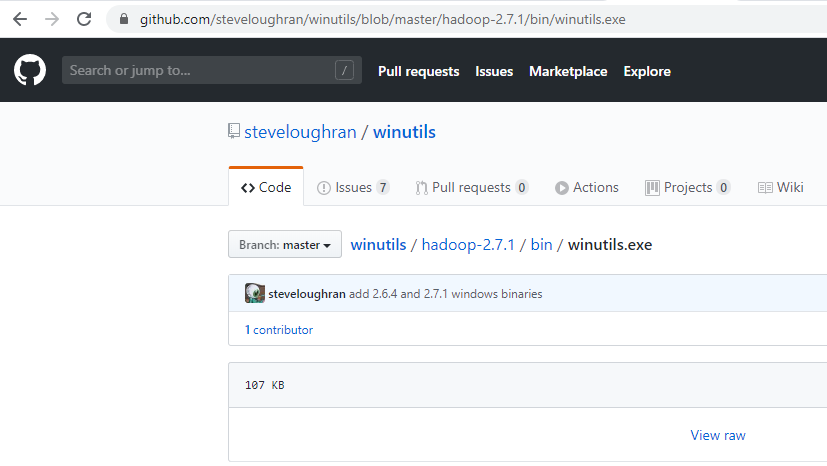 github.com/steveloughran/winutils/blob/master/hadoop-2.7.1/bin/winutils.exe
Search or jump to... / Pull requests Issues Marketplace Explore
steveloughran / winutils
<> Code Issues 7 Pull requests 0 Actions Projects 0 Wiki
Branch: master winutils / hadoop-2.7.1 / bin / winutils.exe
steveloughran add 2.6.4 and 2.7.1 windows binaries
1 contributor
107 KB
View raw